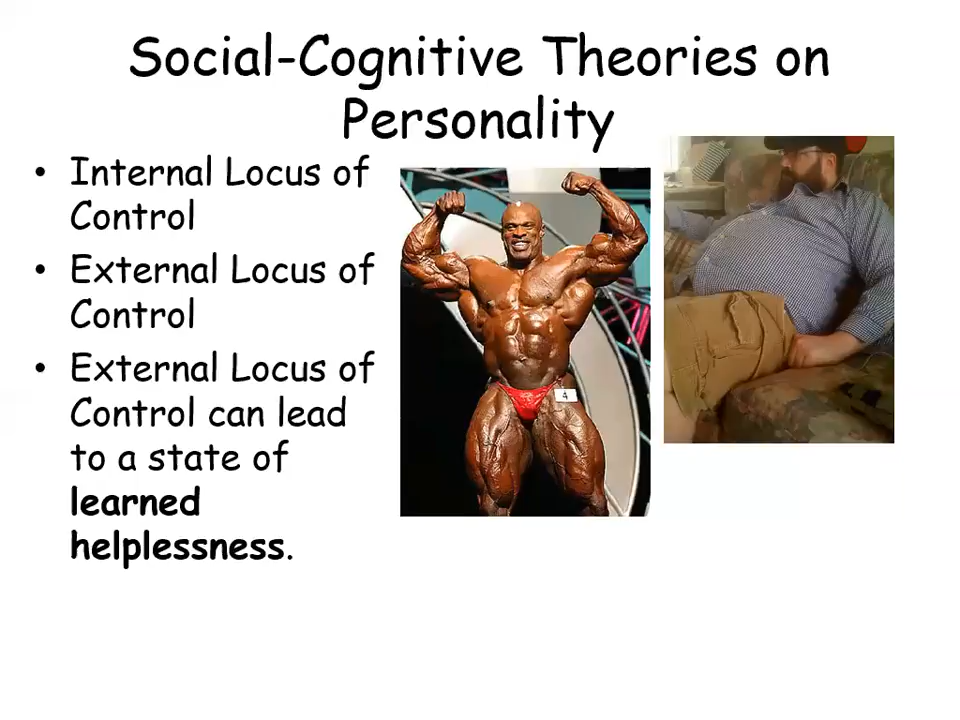 Social-Cognitive Theories on
Personality
• Internal Locus of
Control
• External Locus of
Control
• External Locus of
Control can lead
to a state of
learned
helplessness.
4